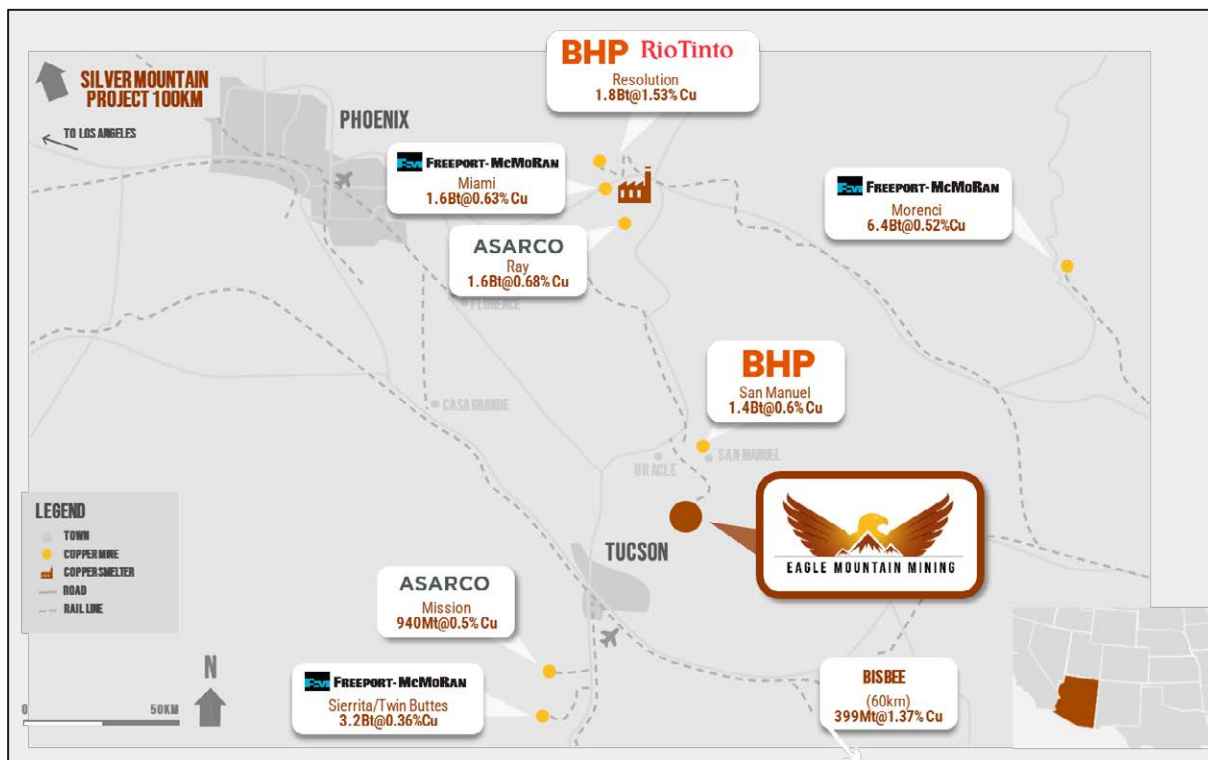 SILVER MOUNTAIN
PROJECT 100KM
TO LOS ANGELES
PHOENIX
BHP RioTinto
Resolution
1.8Bt@1.53% Cu
FCX FREEPORT-McMoRAN
Miami
1.6Bt@0.63% Cu
ASARCO
Ray
1.6Bt@0.68% Cu
FLORENCE
FCX FREEPORT-McMoRAN
Morenci
6.4Bt@0.52%Cu
BHP
San Manuel
1.4Bt@0.6% Cu
CASA GRANDE
ORACLE
SAN MANUEL
TUCSON
EAGLE MOUNTAIN MINING
LEGEND
TOWN
COPPER MINE
COPPER SMELTER
ROAD
RAIL LINE
ASARCO
Mission
940Mt@0.5% Cu
FCX FREEPORT-McMoRAN
Sierrita/Twin Buttes
3.2Bt@0.36%Cu
BISBEE
(60km)
399Mt@1.37% Cu
N
0 50KM